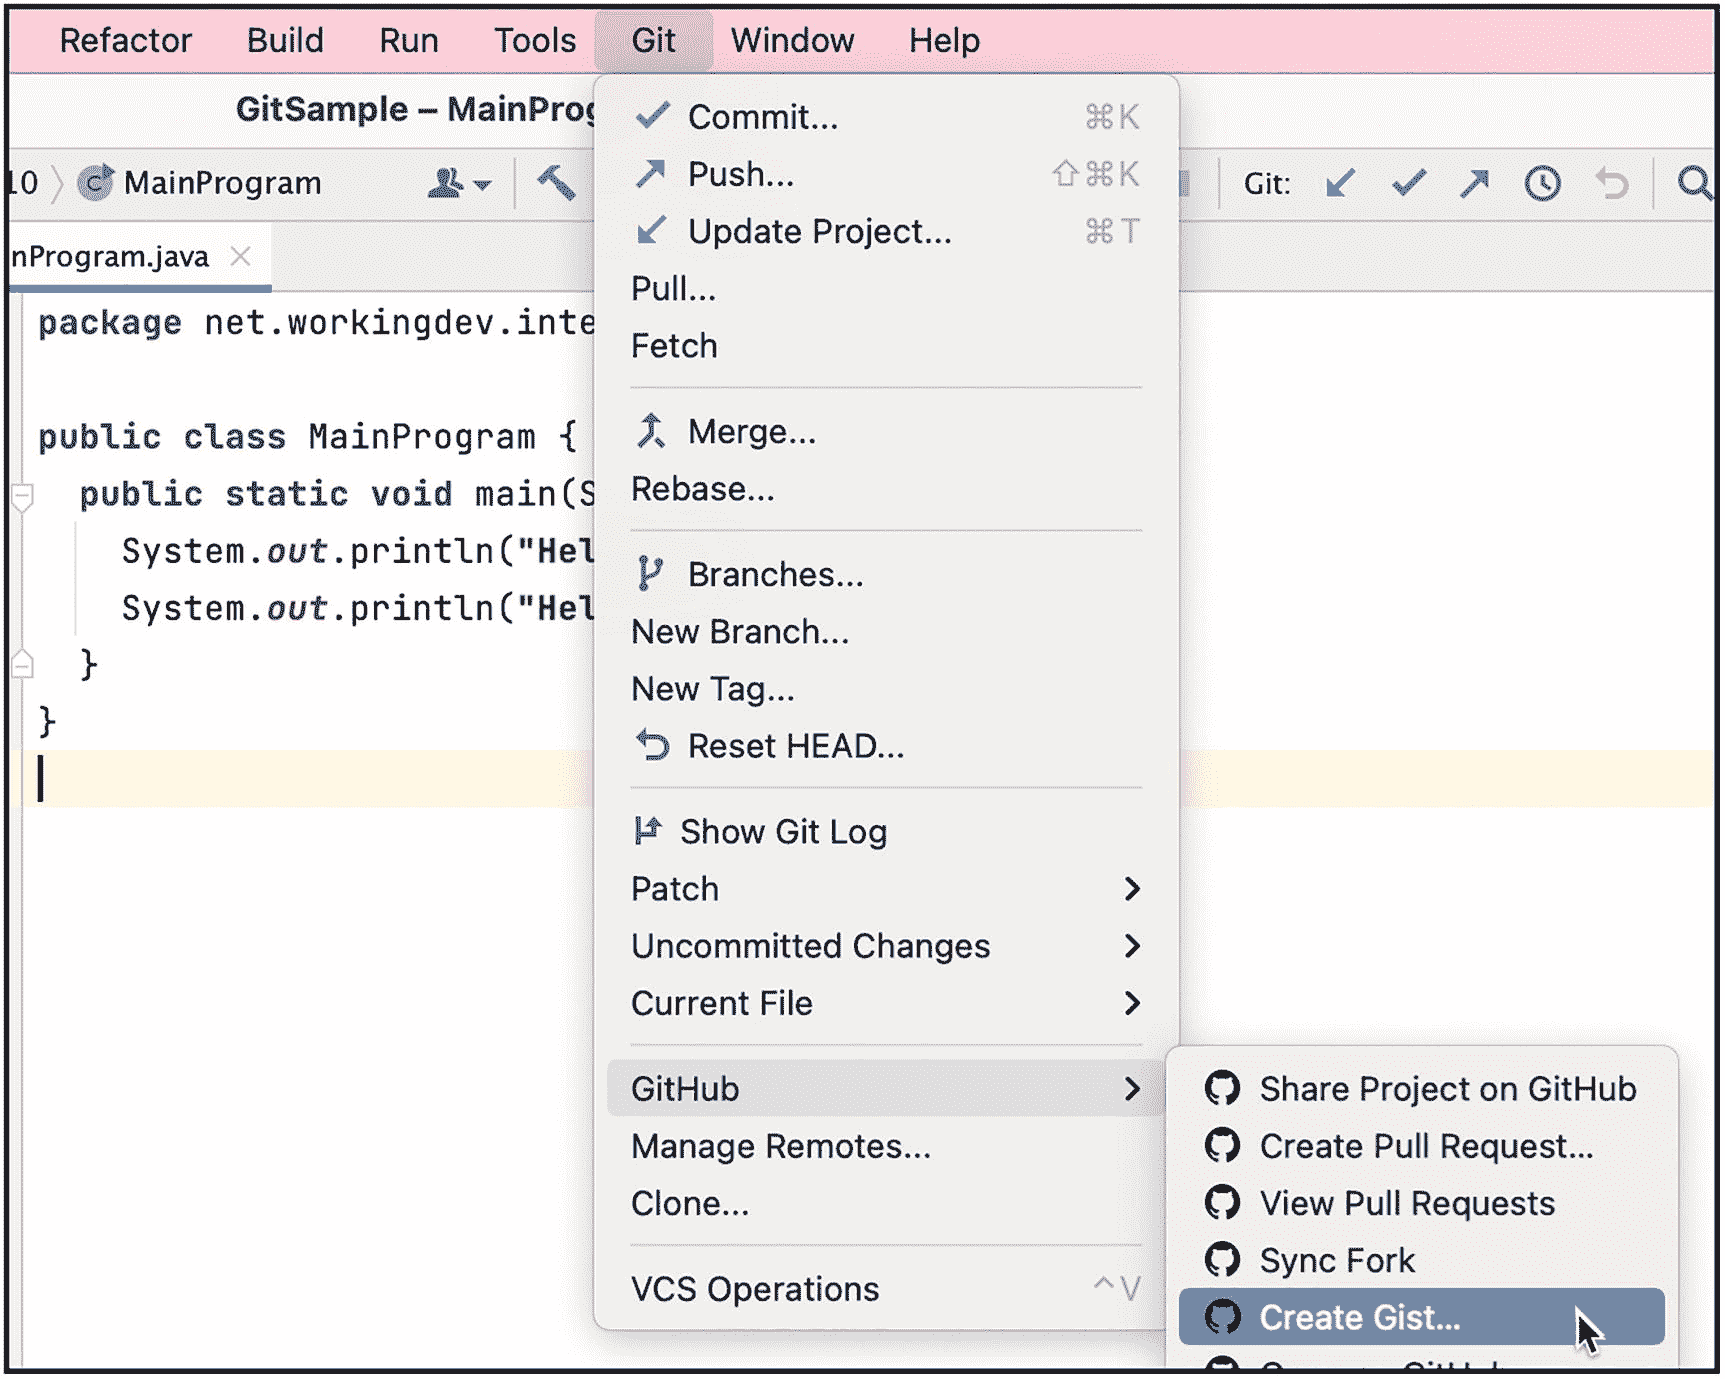 Refactor Build Run Tools Git Window Help
GitSample – MainProg
10 MainProgram Git:
nProgram.java
package net.workingdev.inte
public class MainProgram {
public static void main(S
System.out.println("Hel
System.out.println("Hel
}
}
Commit... ⌘K
Push... ⇧⌘K
Update Project... ⌘T
Pull...
Fetch
Merge...
Rebase...
Branches...
New Branch...
New Tag...
Reset HEAD...
Show Git Log
Patch
Uncommitted Changes
Current File
GitHub
Manage Remotes...
Clone...
VCS Operations ^V
Share Project on GitHub
Create Pull Request...
View Pull Requests
Sync Fork
Create Gist...